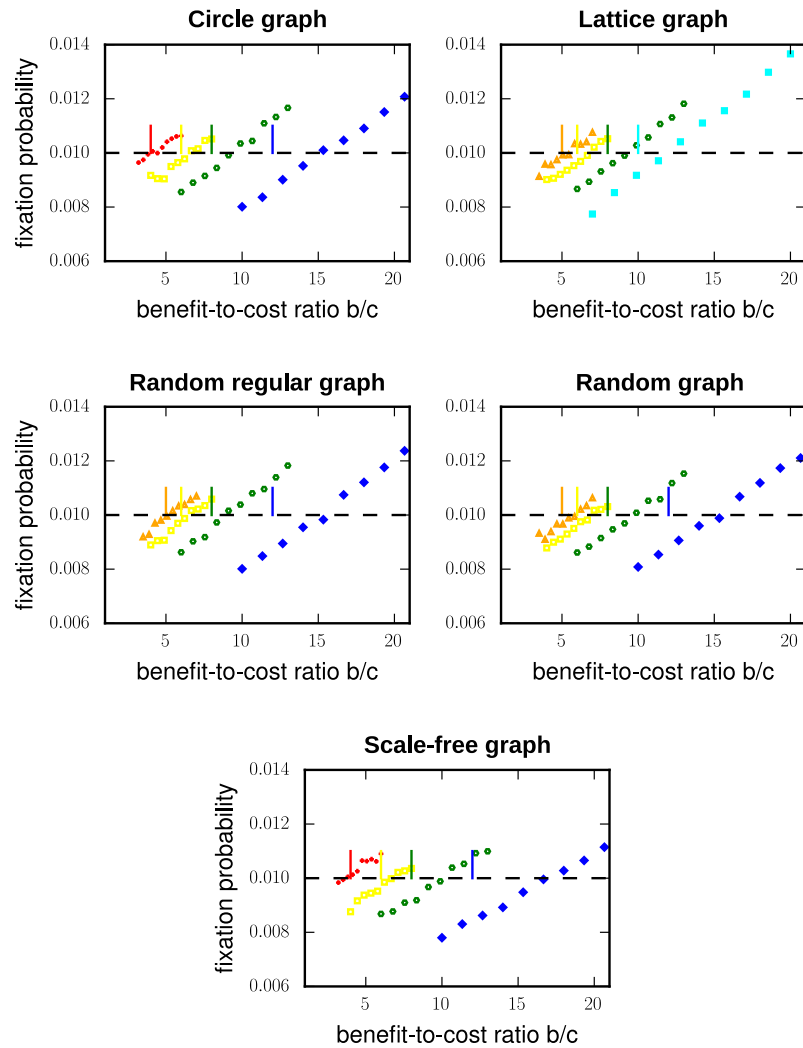 Circle graph
0.014
0.012
0.010
0.008
0.006
fixation probability
5 10 15 20
benefit-to-cost ratio b/c
Lattice graph
0.014
0.012
0.010
0.008
0.006
5 10 15 20
benefit-to-cost ratio b/c
Random regular graph
0.014
0.012
0.010
0.008
0.006
fixation probability
5 10 15 20
benefit-to-cost ratio b/c
Random graph
0.014
0.012
0.010
0.008
0.006
5 10 15 20
benefit-to-cost ratio b/c
Scale-free graph
0.014
0.012
0.010
0.008
0.006
fixation probability
5 10 15 20
benefit-to-cost ratio b/c